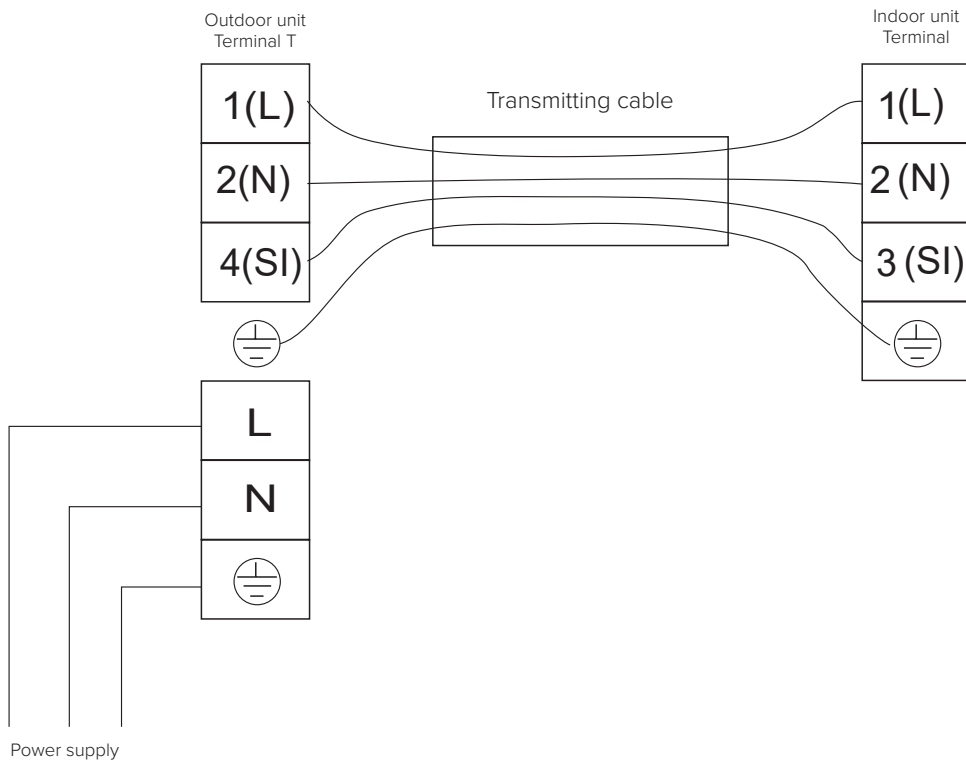 Outdoor unit
Terminal T
Indoor unit
Terminal
Transmitting cable
1(L)
1(L)
2(N)
2 (N)
4(SI)
3 (SI)
L
N
Power supply